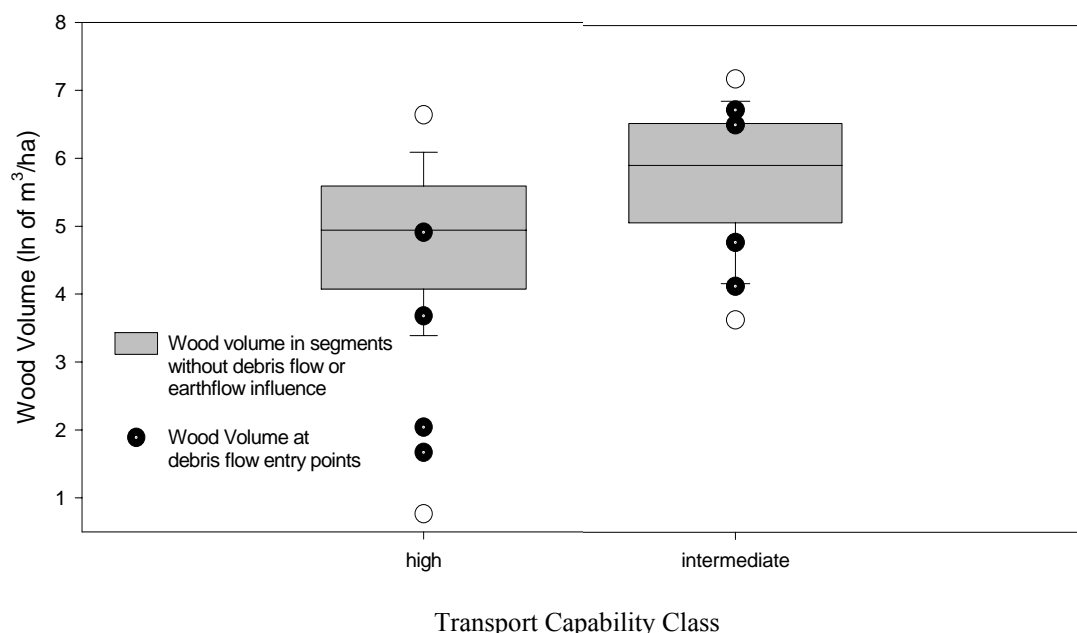 Wood Volume (ln of m³/ha)
8
7
6
5
4
3
2
1
Wood volume in segments
without debris flow or
earthflow influence
Wood Volume at
debris flow entry points
high
intermediate
Transport Capability Class